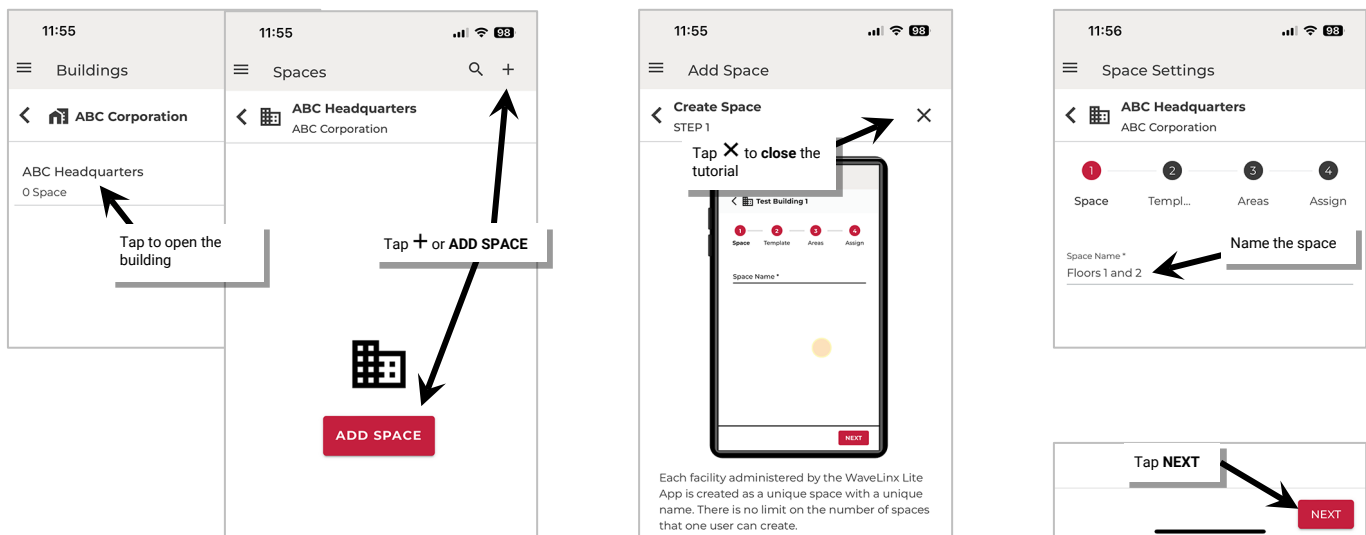 11:55
Buildings
ABC Corporation
ABC Headquarters
0 Space
Tap to open the
building
11:55
98
Spaces
ABC Headquarters
ABC Corporation
Tap + or ADD SPACE
ADD SPACE
11:55
98
Add Space
Create Space
STEP 1
Tap × to close the
tutorial
Test Building 1
1 2 3 4
Space Template Areas Assign
Space Name *
NEXT
Each facility administered by the WaveLinx Lite
App is created as a unique space with a unique
name. There is no limit on the number of spaces
that one user can create.
11:56
98
Space Settings
ABC Headquarters
ABC Corporation
1 2 3 4
Space Templ... Areas Assign
Name the space
Space Name *
Floors 1 and 2
Tap NEXT
NEXT